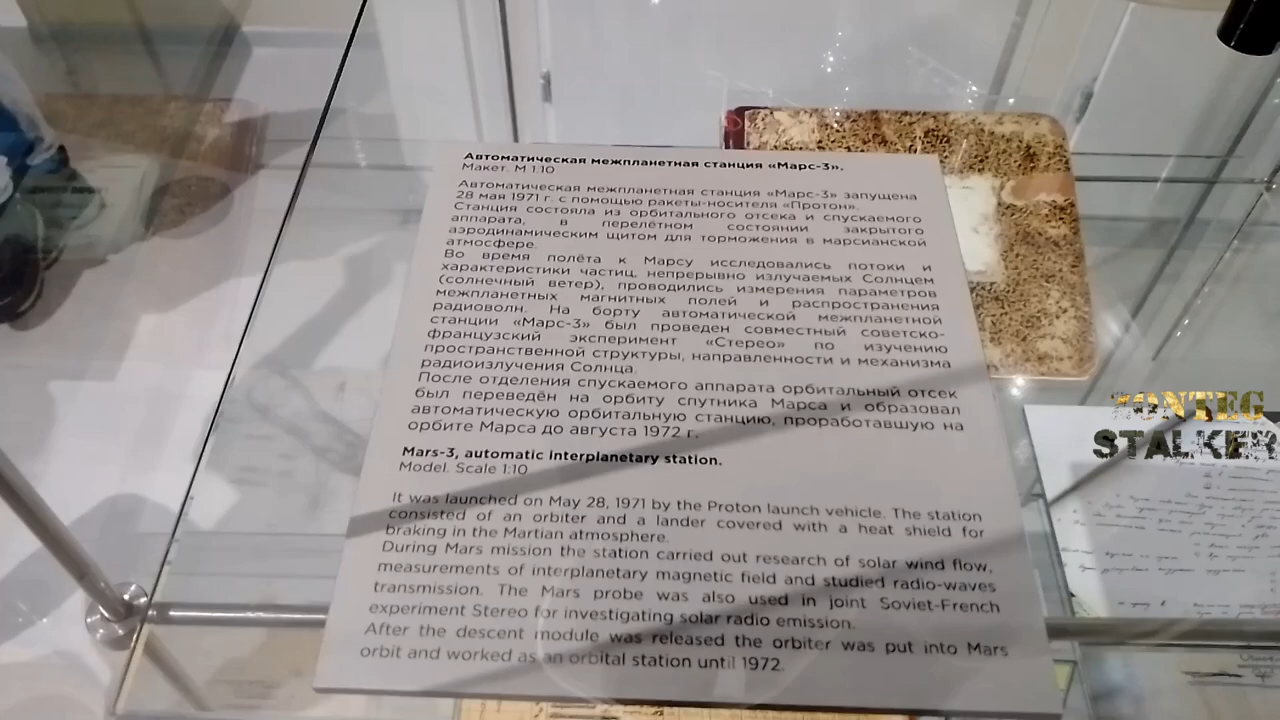 Автоматическая межпланетная станция «Марс-3».
Макет. М 1:10
Автоматическая межпланетная станция «Марс-3» запущена
28 мая 1971 г. с помощью ракеты-носителя «Протон».
Станция состояла из орбитального отсека и спускаемого
аппарата, в перелётном состоянии закрытого
аэродинамическим щитом для торможения в марсианской
атмосфере.
Во время полёта к Марсу исследовались потоки и
характеристики частиц, непрерывно излучаемых Солнцем
(солнечный ветер), проводились измерения параметров
межпланетных магнитных полей и распространения
радиоволн. На борту автоматической межпланетной
станции «Марс-3» был проведен совместный советско-
французский эксперимент «Стерео» по изучению
пространственной структуры, направленности и механизма
радиоизлучения Солнца.
После отделения спускаемого аппарата орбитальный отсек
был переведён на орбиту спутника Марса и образовал
автоматическую орбитальную станцию, проработавшую на
орбите Марса до августа 1972 г.
Mars-3, automatic interplanetary station.
Model. Scale 1:10
It was launched on May 28, 1971 by the Proton launch vehicle. The station
consisted of an orbiter and a lander covered with a heat shield for
braking in the Martian atmosphere.
During Mars mission the station carried out research of solar wind flow,
measurements of interplanetary magnetic field and studied radio-waves
transmission. The Mars probe was also used in joint Soviet-French
experiment Stereo for investigating solar radio emission.
After the descent module was released the orbiter was put into Mars
orbit and worked as an orbital station until 1972.
ZONTEG
STALKER